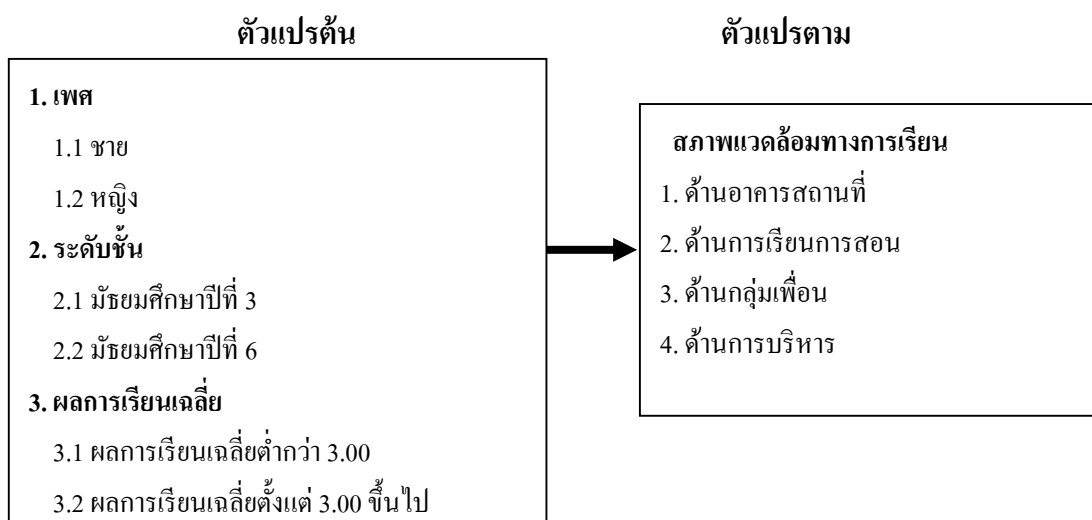 ตัวแปรต้น
1. เพศ
1.1 ชาย
1.2 หญิง
2. ระดับชั้น
2.1 มัธยมศึกษาปีที่ 3
2.2 มัธยมศึกษาปีที่ 6
3. ผลการเรียนเฉลี่ย
3.1 ผลการเรียนเฉลี่ยต่ำกว่า 3.00
3.2 ผลการเรียนเฉลี่ยตั้งแต่ 3.00 ขึ้นไป
ตัวแปรตาม
สภาพแวดล้อมทางการเรียน
1. ด้านอาคารสถานที่
2. ด้านการเรียนการสอน
3. ด้านกลุ่มเพื่อน
4. ด้านการบริหาร